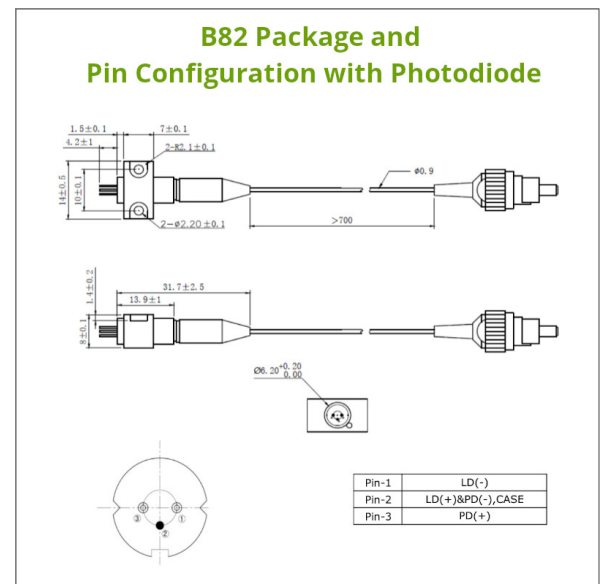 B82 Package and
Pin Configuration with Photodiode
1.5±0.1
7±0.1
4.2±1
2-R2.1±0.1
14±0.5
10±0.1
Ø0.9
2-Ø2.20±0.1
>700
1.4±0.2
31.7±2.5
13.9±1
8±0.1
Ø6.20+0.20
0.00
③
①
②
Pin-1 LD(-)
Pin-2 LD(+)&PD(-),CASE
Pin-3 PD(+)